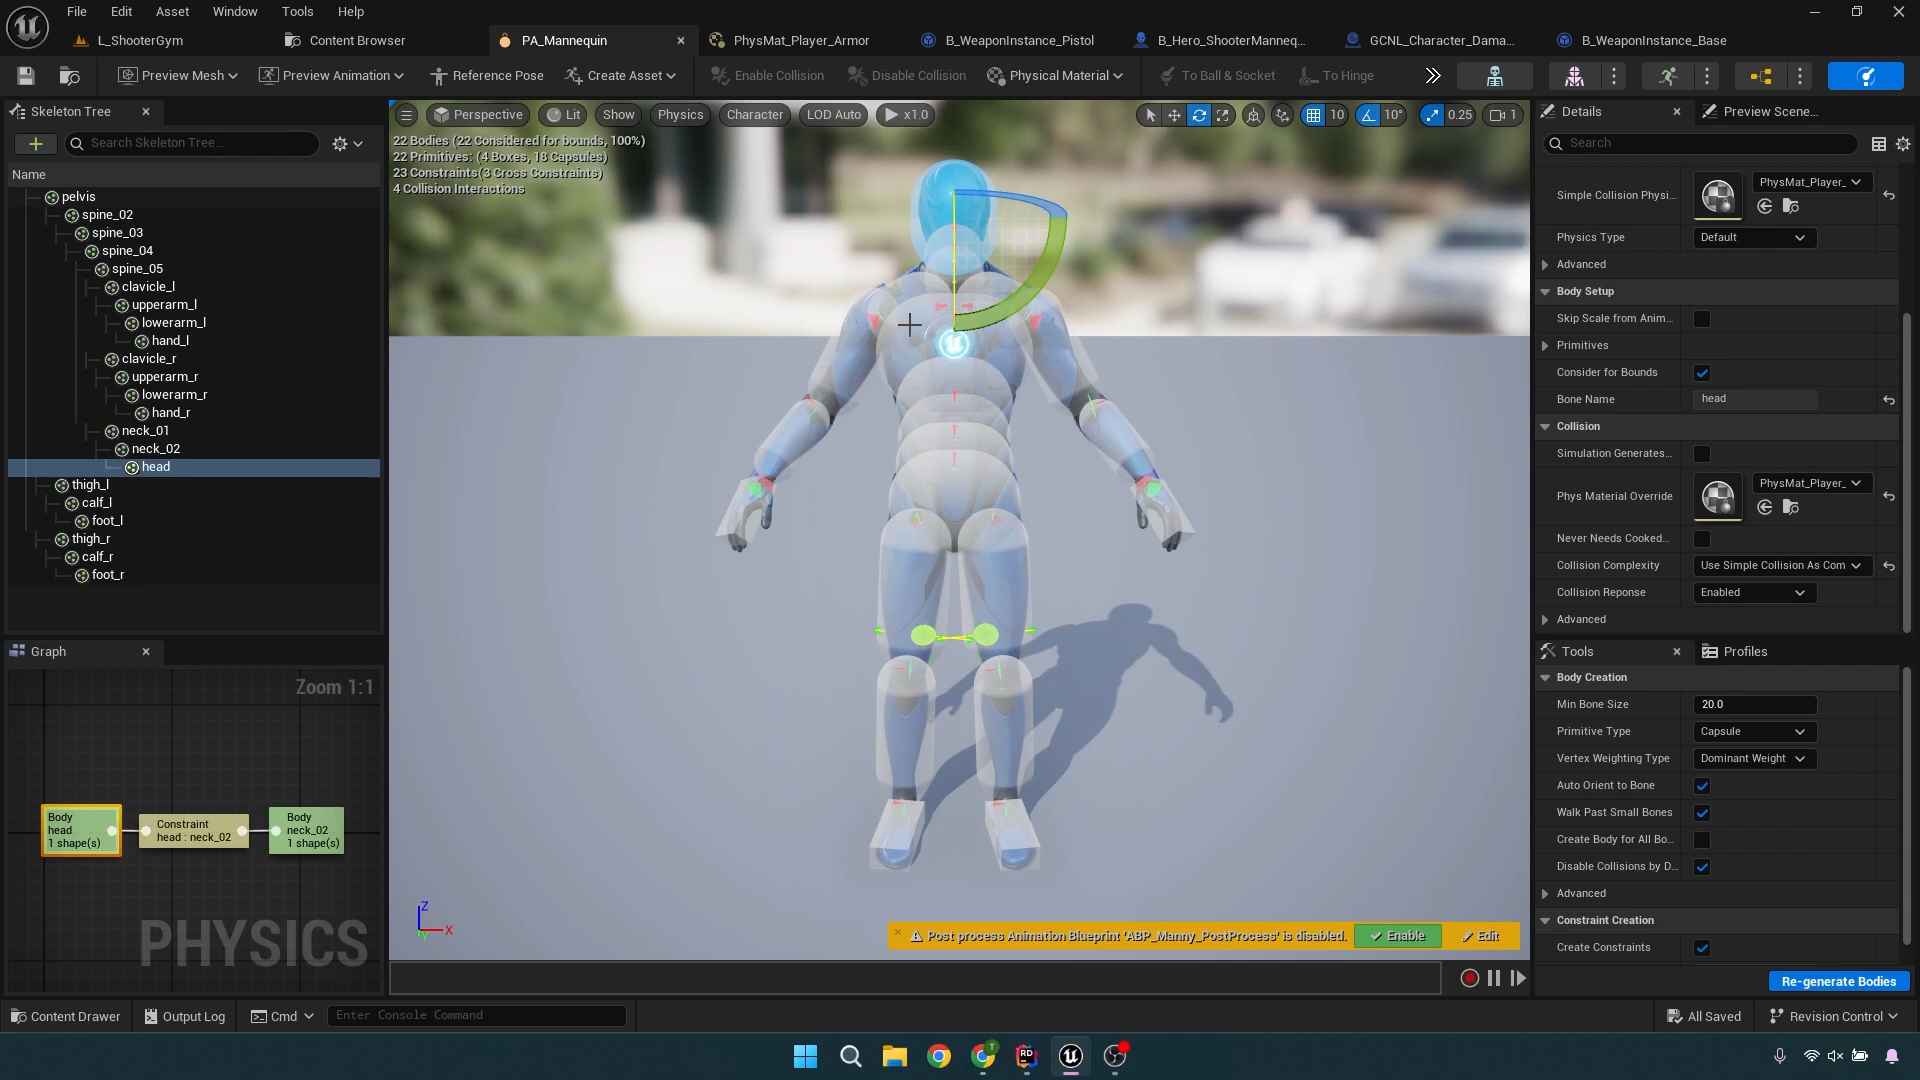 File Edit Asset Window Tools Help
L_ShooterGym
Content Browser
PA_Mannequin
PhysMat_Player_Armor
B_WeaponInstance_Pistol
B_Hero_ShooterManneq...
GCNL_Character_Dama...
B_WeaponInstance_Base
Preview Mesh
Preview Animation
Reference Pose
Create Asset
Enable Collision
Disable Collision
Physical Material
To Ball & Socket
To Hinge
Skeleton Tree
Search Skeleton Tree...
Name
pelvis
spine_02
spine_03
spine_04
spine_05
clavicle_l
upperarm_l
lowerarm_l
hand_l
clavicle_r
upperarm_r
lowerarm_r
hand_r
neck_01
neck_02
head
thigh_l
calf_l
foot_l
thigh_r
calf_r
foot_r
Graph
Zoom 1:1
Body
head
1 shape(s)
Constraint
head : neck_02
Body
neck_02
1 shape(s)
PHYSICS
Perspective
Lit
Show
Physics
Character
LOD Auto
x1.0
10
10°
0.25
1
22 Bodies (22 Considered for bounds, 100%)
22 Primitives: (4 Boxes, 18 Capsules)
23 Constraints(3 Cross Constraints)
4 Collision Interactions
Z
X
Y
Post process Animation Blueprint 'ABP_Manny_PostProcess' is disabled.
Enable
Edit
Details
Preview Scene...
Search
Simple Collision Physi...
PhysMat_Player_
Physics Type
Default
Advanced
Body Setup
Skip Scale from Anim...
Primitives
Consider for Bounds
Bone Name
head
Collision
Simulation Generates...
Phys Material Override
PhysMat_Player_
Never Needs Cooked...
Collision Complexity
Use Simple Collision As Com
Collision Reponse
Enabled
Advanced
Tools
Profiles
Body Creation
Min Bone Size
20.0
Primitive Type
Capsule
Vertex Weighting Type
Dominant Weight
Auto Orient to Bone
Walk Past Small Bones
Create Body for All Bo...
Disable Collisions by D...
Advanced
Constraint Creation
Create Constraints
Re-generate Bodies
Content Drawer
Output Log
Cmd
Enter Console Command
All Saved
Revision Control
RD
T